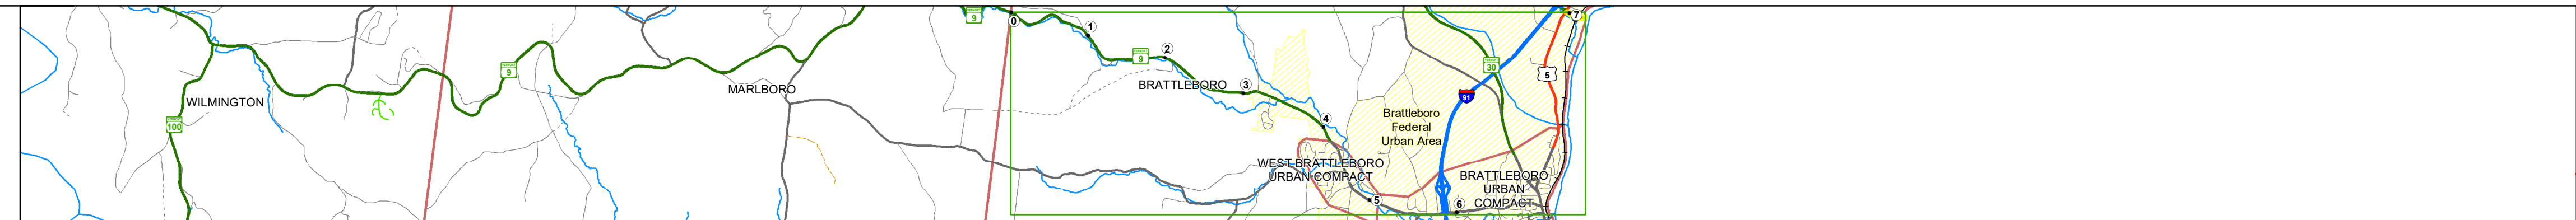 9
0
1
7
2
9
30
5
9
3
BRATTLEBORO
MARLBORO
91
WILMINGTON
Brattleboro
Federal
Urban Area
4
100
WEST BRATTLEBORO
URBAN COMPACT
BRATTLEBORO
URBAN
COMPACT
5
6